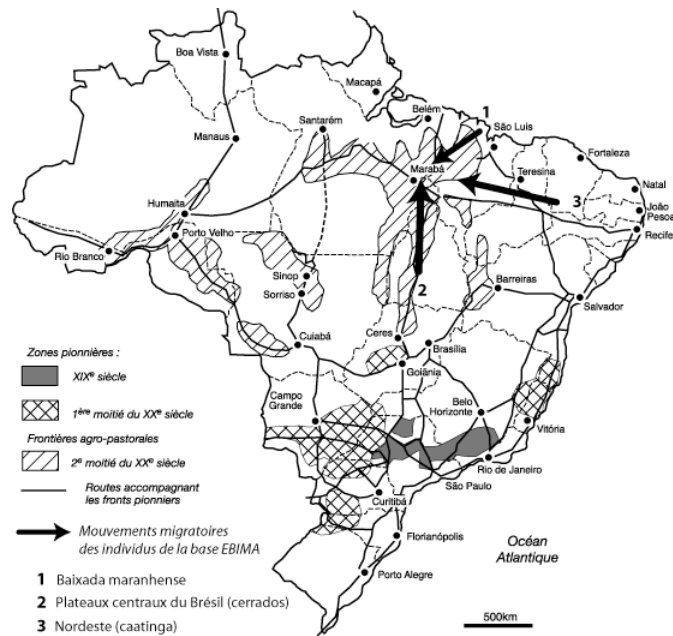 Boa Vista
Macapá
Belém
1
São Luis
Santarém
Manaus
Fortaleza
Marabá
Teresina
Natal
3
João Pesoa
Humaita
Recife
Porto Velho
Rio Branco
Sinop
2
Barreiras
Sorriso
Salvador
Ceres
Cuiabá
Brasília
Goiânia
Campo Grande
Belo Horizonte
Vitória
Rio de Janeiro
São Paulo
Curitibá
Florianópolis
Porto Alegre
Océan
Atlantique
500km
Zones pionnières :
XIXe siècle
1ère moitié du XXe siècle
Frontières agro-pastorales
2e moitié du XXe siècle
Routes accompagnant
les fronts pionniers
Mouvements migratoires
des individus de la base EBIMA
1 Baixada maranhense
2 Plateaux centraux du Brésil (cerrados)
3 Nordeste (caatinga)